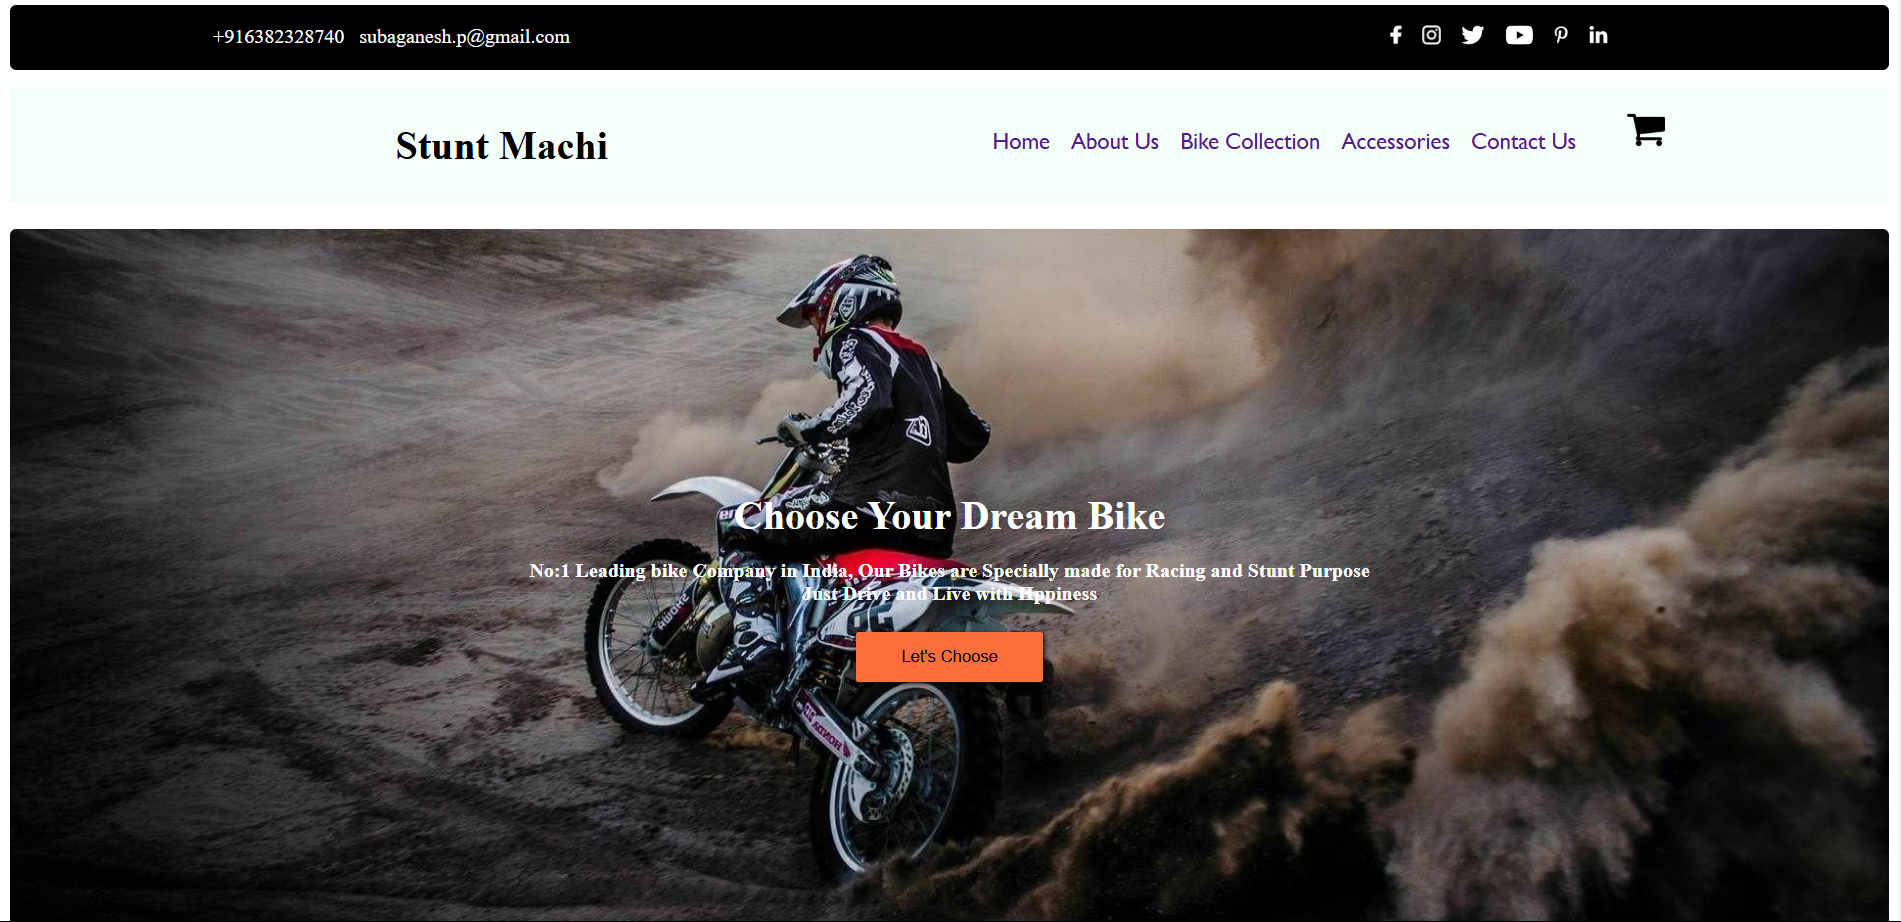 +916382328740 subaganesh.p@gmail.com
Stunt Machi
Home About Us Bike Collection Accessories Contact Us
Choose Your Dream Bike
No:1 Leading bike Company in India, Our Bikes are Specially made for Racing and Stunt Purpose
Just Drive and Live with Hppiness
Let's Choose
SHOWA
HONDA